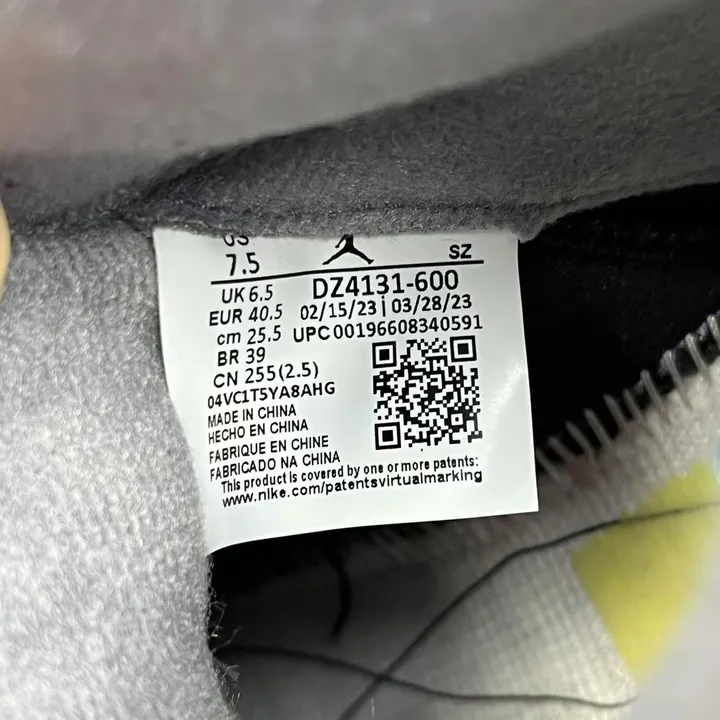 US
7.5
SZ
UK 6.5 DZ4131-600
EUR 40.5 02/15/23 | 03/28/23
cm 25.5 UPC00196608340591
BR 39
CN 255(2.5)
04VC1T5YA8AHG
MADE IN CHINA
HECHO EN CHINA
FABRIQUE EN CHINE
FABRICADO NA CHINA
This product is covered by one or more patents:
www.nike.com/patentsvirtualmarking